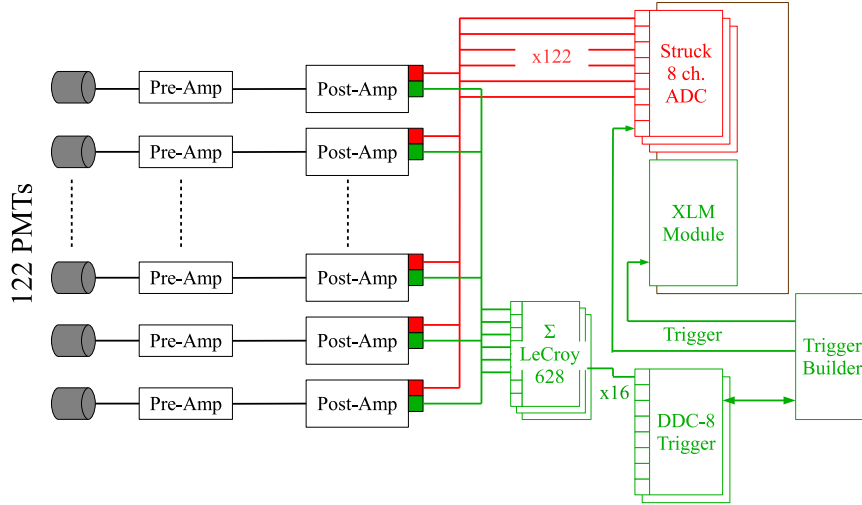 x122
Struck
8 ch.
ADC
Pre-Amp
Post-Amp
Pre-Amp
Post-Amp
XLM
Module
122 PMTs
Pre-Amp
Post-Amp
Pre-Amp
Post-Amp
Pre-Amp
Post-Amp
Σ
LeCroy
628
x16
Trigger
Trigger
Builder
DDC-8
Trigger